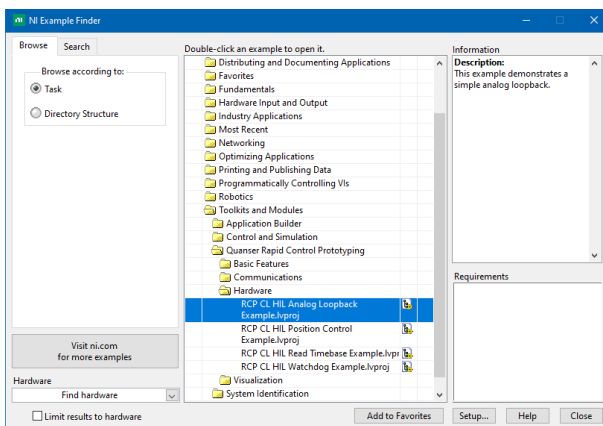 NI Example Finder
Browse
Search
Double-click an example to open it.
Information
Browse according to:
Task
Directory Structure
Distributing and Documenting Applications
Favorites
Fundamentals
Hardware Input and Output
Industry Applications
Most Recent
Networking
Optimizing Applications
Printing and Publishing Data
Programmatically Controlling VIs
Robotics
Toolkits and Modules
Application Builder
Control and Simulation
Quanser Rapid Control Prototyping
Basic Features
Communications
Hardware
RCP CL HIL Analog Loopback
Example.lvproj
RCP CL HIL Position Control
Example.lvproj
RCP CL HIL Read Timebase Example.lvpr
RCP CL HIL Watchdog Example.lvproj
Visualization
System Identification
Description:
This example demonstrates a
simple analog loopback.
Requirements
Visit ni.com
for more examples
Hardware
Find hardware
Limit results to hardware
Add to Favorites
Setup...
Help
Close